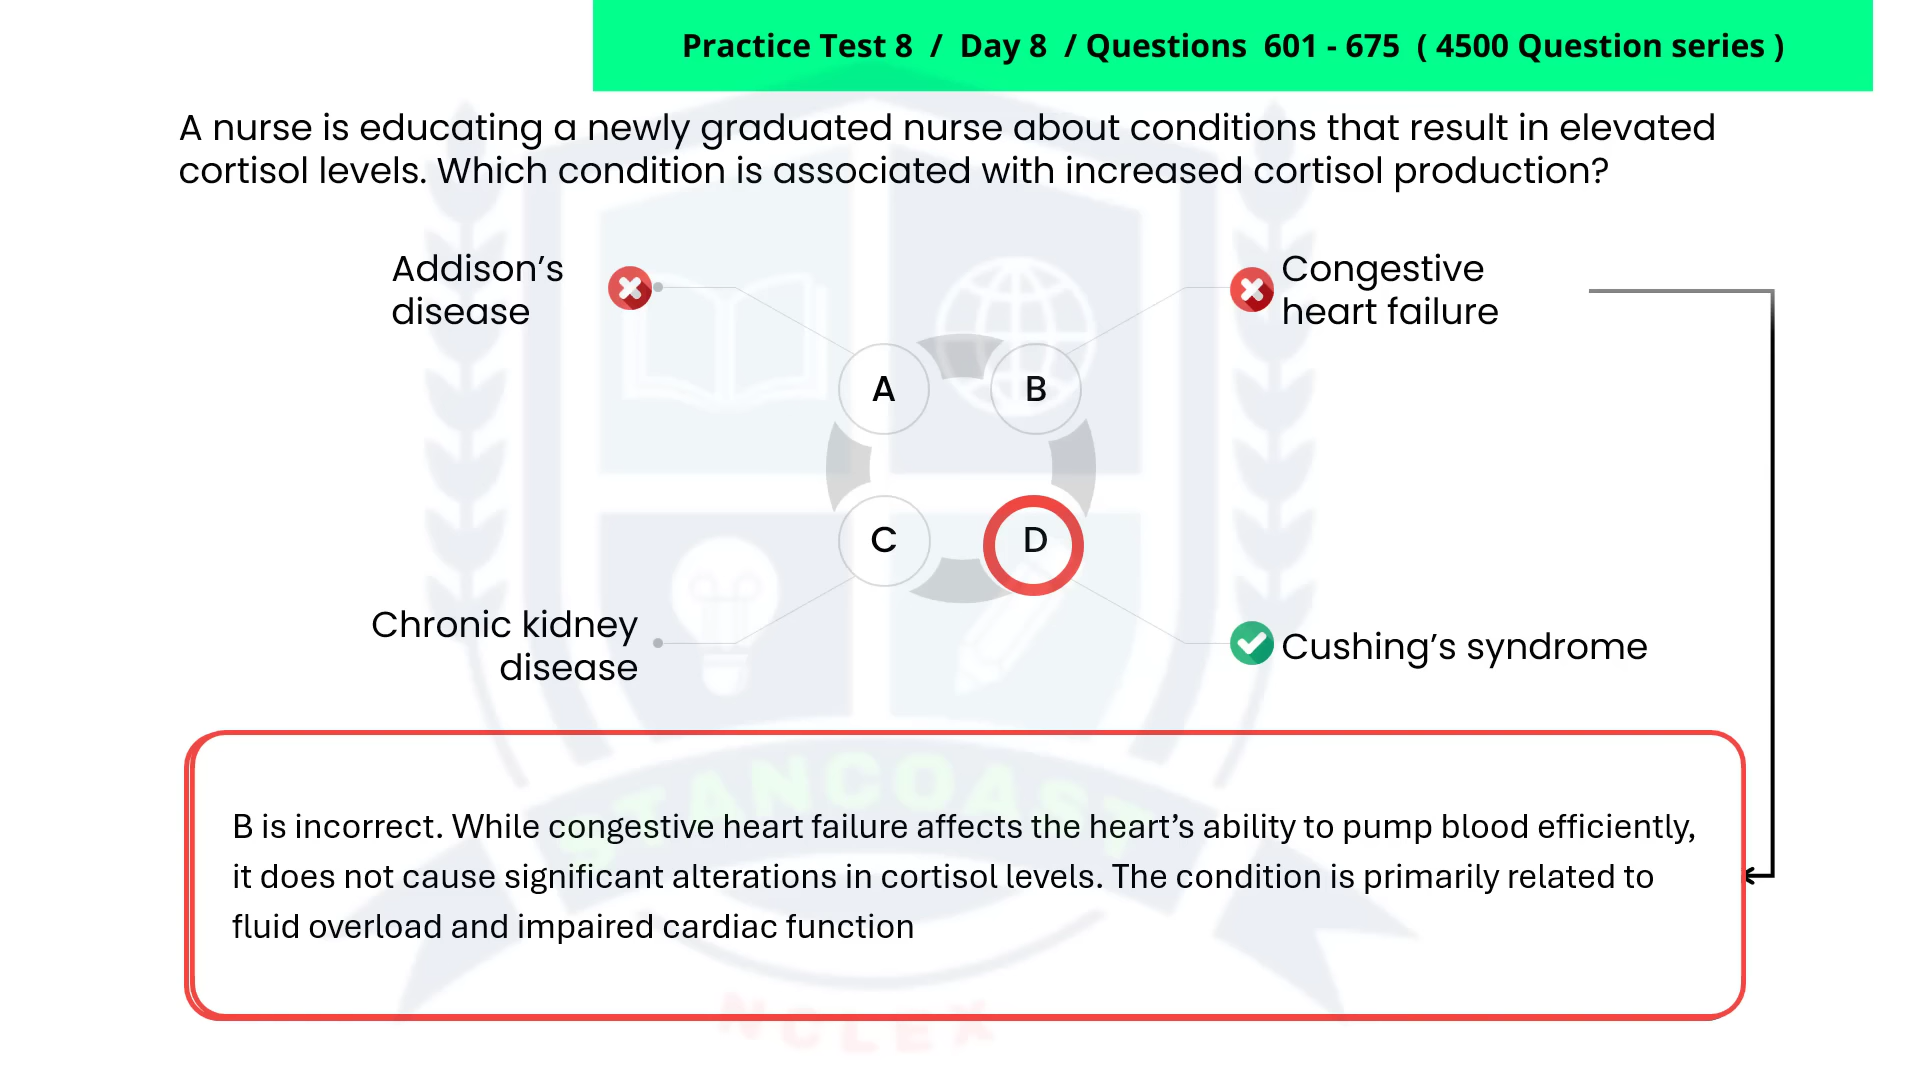 Practice Test 8 / Day 8 / Questions 601 - 675 ( 4500 Question series )
A nurse is educating a newly graduated nurse about conditions that result in elevated
cortisol levels. Which condition is associated with increased cortisol production?
Addison’s
disease
Congestive
heart failure
A
B
C
D
Chronic kidney
disease
Cushing’s syndrome
STANCOAST
B is incorrect. While congestive heart failure affects the heart’s ability to pump blood efficiently,
it does not cause significant alterations in cortisol levels. The condition is primarily related to
fluid overload and impaired cardiac function
NCLEX